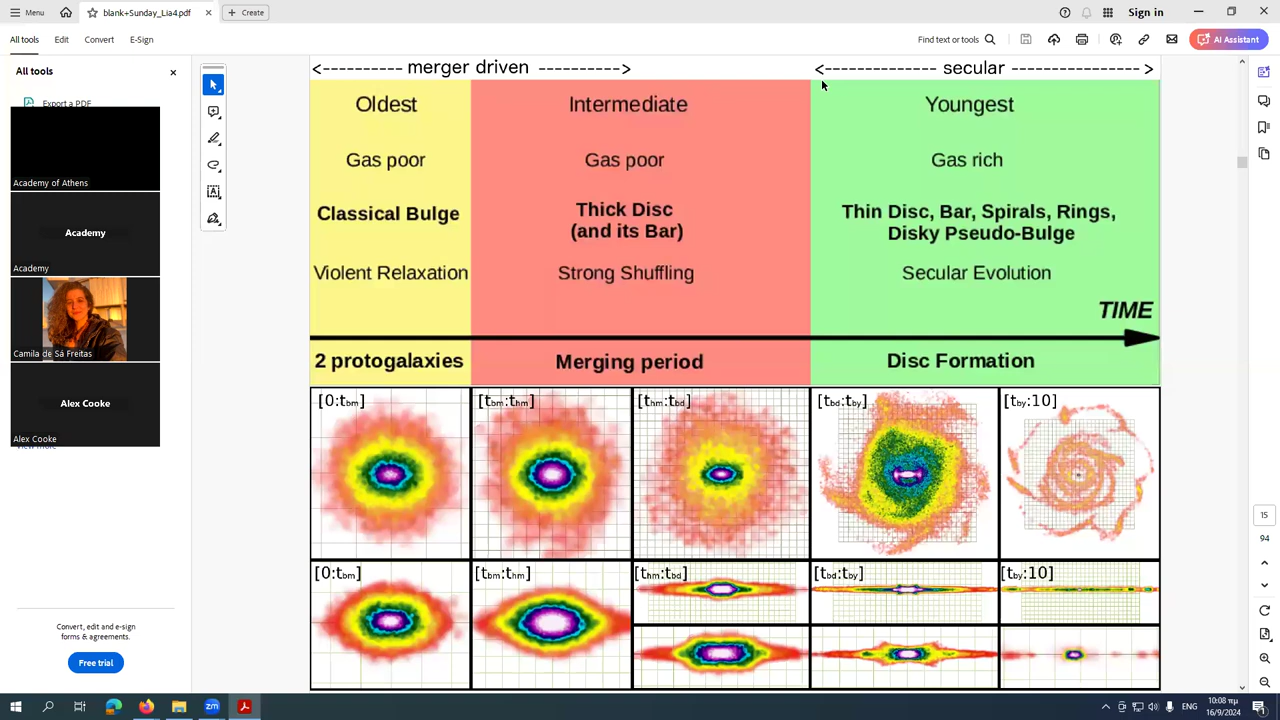 Menu
blank+Sunday_Lia4.pdf
Create
Sign in
All tools
Edit
Convert
E-Sign
Find text or tools
AI Assistant
All tools
Export a PDF
Academy of Athens
Academy
Academy
Camila de Sá Freitas
Alex Cooke
Alex Cooke
View more
Convert, edit and e-sign
forms & agreements.
Free trial
<---------- merger driven ---------->
<------------- secular ---------------->
Oldest
Intermediate
Youngest
Gas poor
Gas poor
Gas rich
Classical Bulge
Thick Disc
(and its Bar)
Thin Disc, Bar, Spirals, Rings,
Disky Pseudo-Bulge
Violent Relaxation
Strong Shuffling
Secular Evolution
TIME
2 protogalaxies
Merging period
Disc Formation
[0:tbm]
[tbm:thm]
[thm:tbd]
[tbd:tby]
[tby:10]
[0:tbm]
[tbm:thm]
[thm:tbd]
[tbd:tby]
[tby:10]
15
94
zm
ENG
10:08 πμ
16/9/2024
1